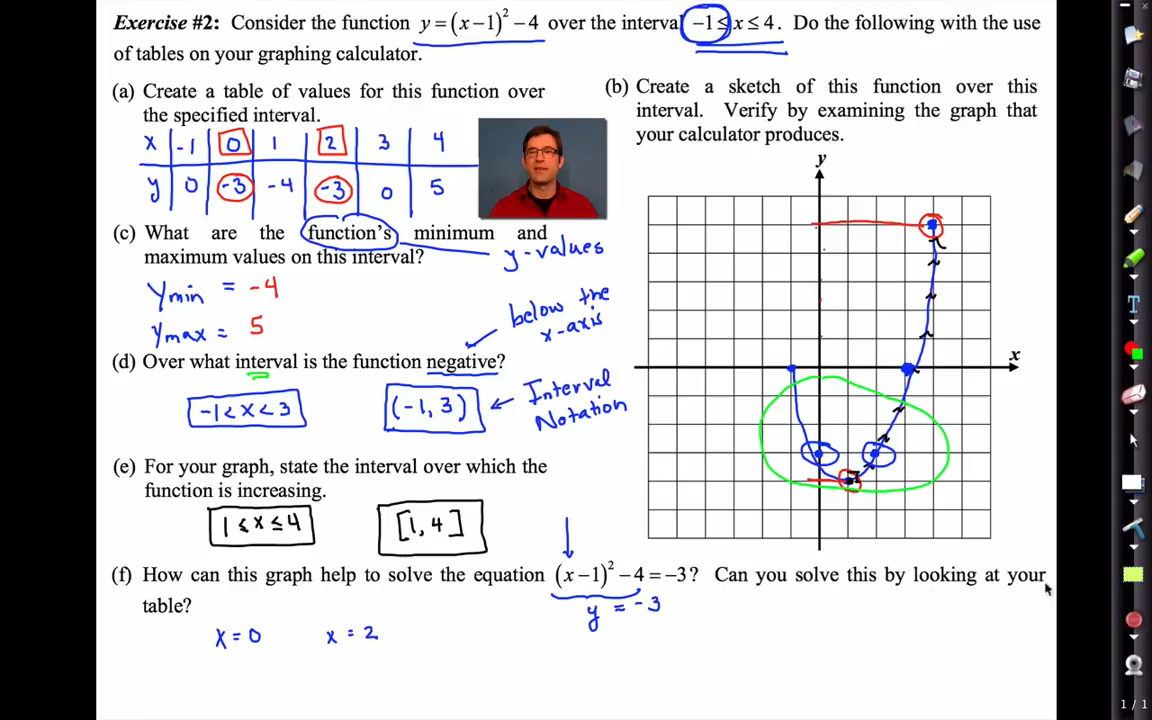 Exercise #2: Consider the function y = (x−1)² − 4 over the interval −1 ≤ x ≤ 4. Do the following with the use
of tables on your graphing calculator.
(a) Create a table of values for this function over
the specified interval.
x | -1 | 0 | 1 | 2 | 3 | 4
y | 0 | -3 | -4 | -3 | 0 | 5
(c) What are the function's minimum and
maximum values on this interval?
y-values
ymin = -4
ymax = 5
below the
x-axis
(d) Over what interval is the function negative?
-1 < x < 3
(-1, 3)
Interval
Notation
(e) For your graph, state the interval over which the
function is increasing.
1 ≤ x ≤ 4
[1, 4]
(b) Create a sketch of this function over this
interval. Verify by examining the graph that
your calculator produces.
y
x
(f) How can this graph help to solve the equation (x−1)² − 4 = −3? Can you solve this by looking at your
table?
y = -3
x = 0
x = 2
T
1 / 1